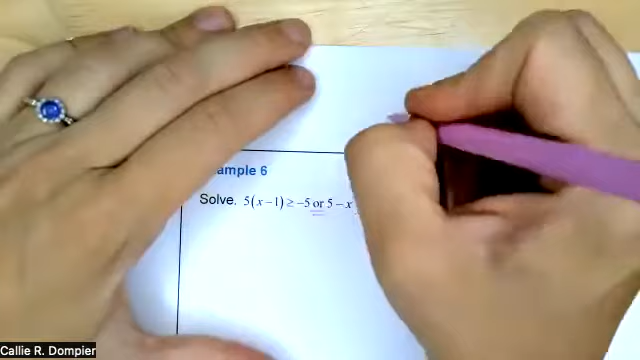 ample 6
Solve. 5(x−1) ≥ −5 or 5 − x
Callie R. Dompier